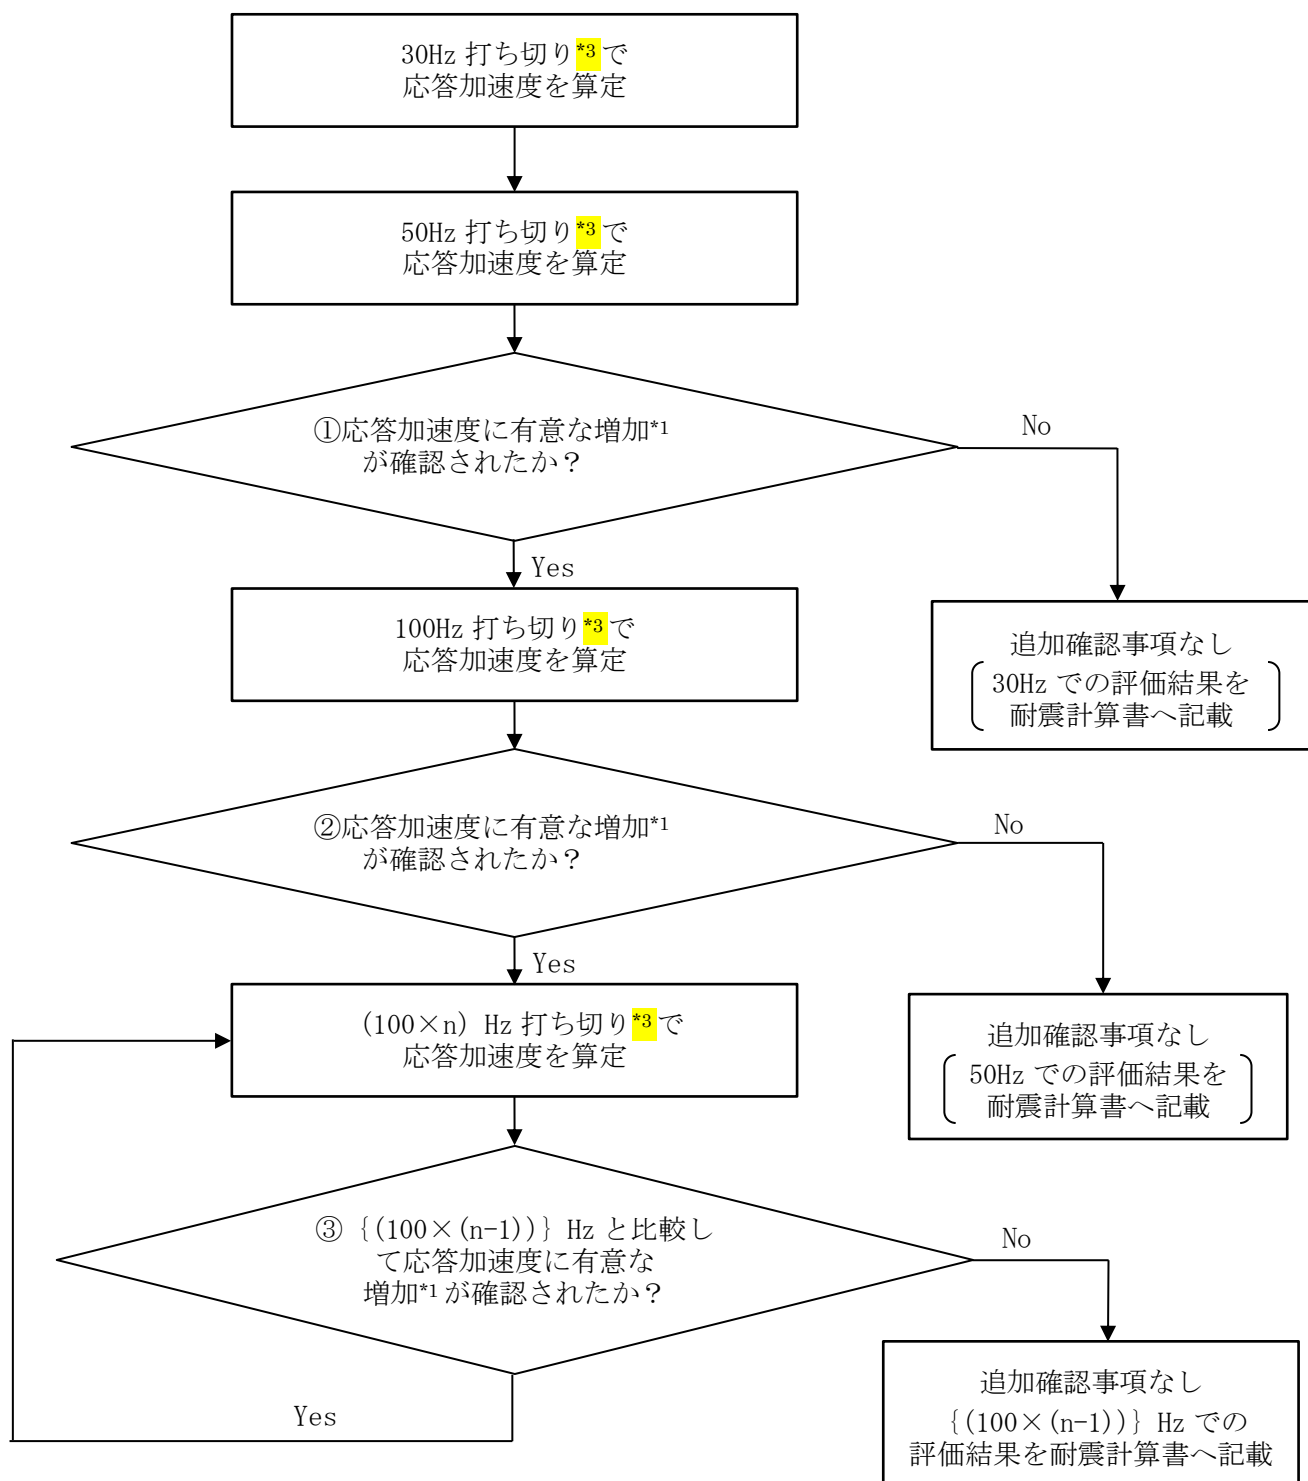 30Hz 打ち切り*3で
応答加速度を算定
50Hz 打ち切り*3で
応答加速度を算定
①応答加速度に有意な増加*1
が確認されたか？
No
Yes
100Hz 打ち切り*3で
応答加速度を算定
追加確認事項なし
30Hz での評価結果を
耐震計算書へ記載
②応答加速度に有意な増加*1
が確認されたか？
No
Yes
(100×n) Hz 打ち切り*3で
応答加速度を算定
追加確認事項なし
50Hz での評価結果を
耐震計算書へ記載
③ {(100×(n-1))} Hz と比較し
て応答加速度に有意な
増加*1が確認されたか？
No
Yes
追加確認事項なし
{(100×(n-1))} Hz での
評価結果を耐震計算書へ記載